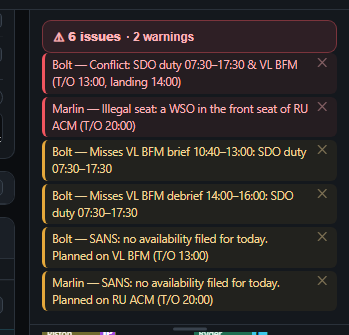 ⚠ 6 issues · 2 warnings
Bolt — Conflict: SDO duty 07:30–17:30 & VL BFM
(T/O 13:00, landing 14:00)
Marlin — Illegal seat: a WSO in the front seat of RU
ACM (T/O 20:00)
Bolt — Misses VL BFM brief 10:40–13:00: SDO duty
07:30–17:30
Bolt — Misses VL BFM debrief 14:00–16:00: SDO
duty 07:30–17:30
Bolt — SANS: no availability filed for today.
Planned on VL BFM (T/O 13:00)
Marlin — SANS: no availability filed for today.
Planned on RU ACM (T/O 20:00)